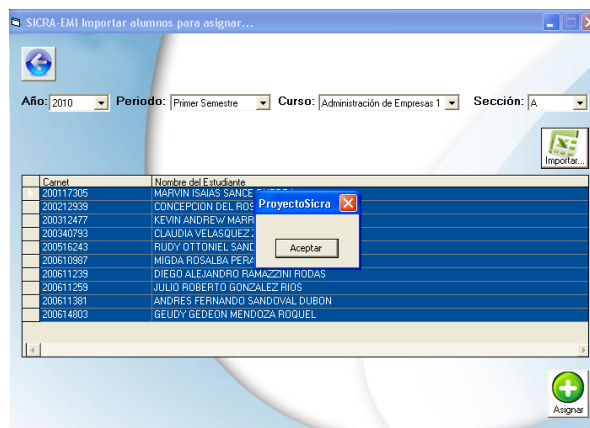 SICRA-EMI Importar alumnos para asignar...
Año: 2010 Periodo: Primer Semestre Curso: Administración de Empresas 1 Sección: A
Importar...
Carnet Nombre del Estudiante
200117305 MARVIN ISAIAS SANCE
200212939 CONCEPCION DEL ROS
200312477 KEVIN ANDREW MARR
200340793 CLAUDIA VELASQUEZ
200516243 RUDY OTTONIEL SANC
200610987 MIGDA ROSALBA PERA
200611239 DIEGO ALEJANDRO RAMAZZINI RODAS
200611259 JULIO ROBERTO GONZALEZ RIOS
200611381 ANDRES FERNANDO SANDOVAL DUBON
200614803 GEUDY GEDEON MENDOZA ROQUEL
ProyectoSicra
Aceptar
Asignar